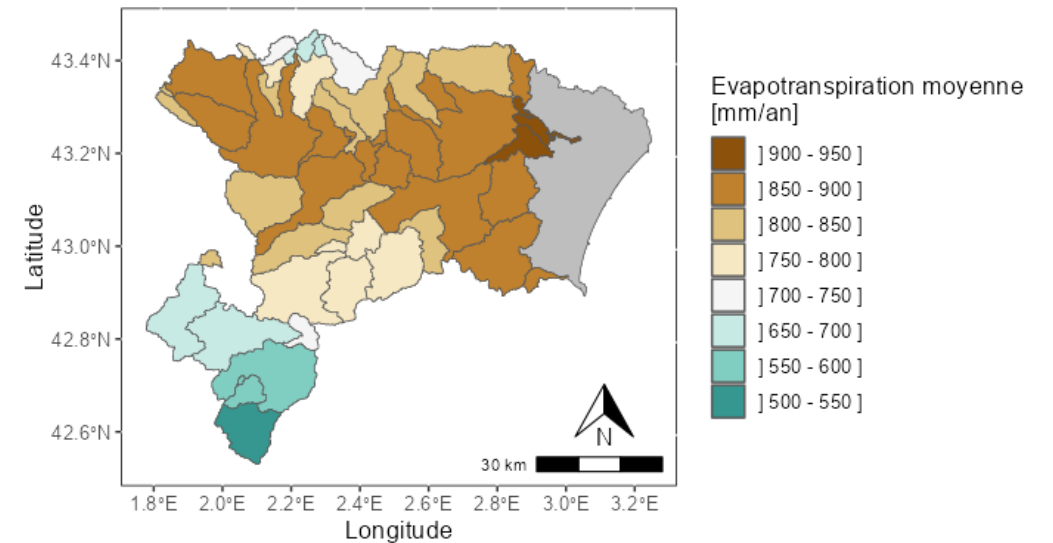 Evapotranspiration moyenne
[mm/an]
] 900 - 950 ]
] 850 - 900 ]
] 800 - 850 ]
] 750 - 800 ]
] 700 - 750 ]
] 650 - 700 ]
] 550 - 600 ]
] 500 - 550 ]
Latitude
43.4°N
43.2°N
43.0°N
42.8°N
42.6°N
N
30 km
1.8°E 2.0°E 2.2°E 2.4°E 2.6°E 2.8°E 3.0°E 3.2°E
Longitude